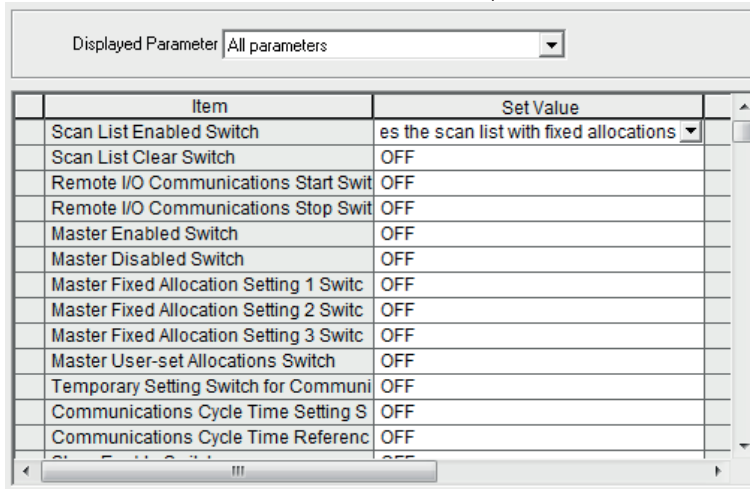 Displayed Parameter All parameters
Item Set Value
Scan List Enabled Switch es the scan list with fixed allocations
Scan List Clear Switch OFF
Remote I/O Communications Start Swit OFF
Remote I/O Communications Stop Swit OFF
Master Enabled Switch OFF
Master Disabled Switch OFF
Master Fixed Allocation Setting 1 Switc OFF
Master Fixed Allocation Setting 2 Switc OFF
Master Fixed Allocation Setting 3 Switc OFF
Master User-set Allocations Switch OFF
Temporary Setting Switch for Communi OFF
Communications Cycle Time Setting S OFF
Communications Cycle Time Referenc OFF